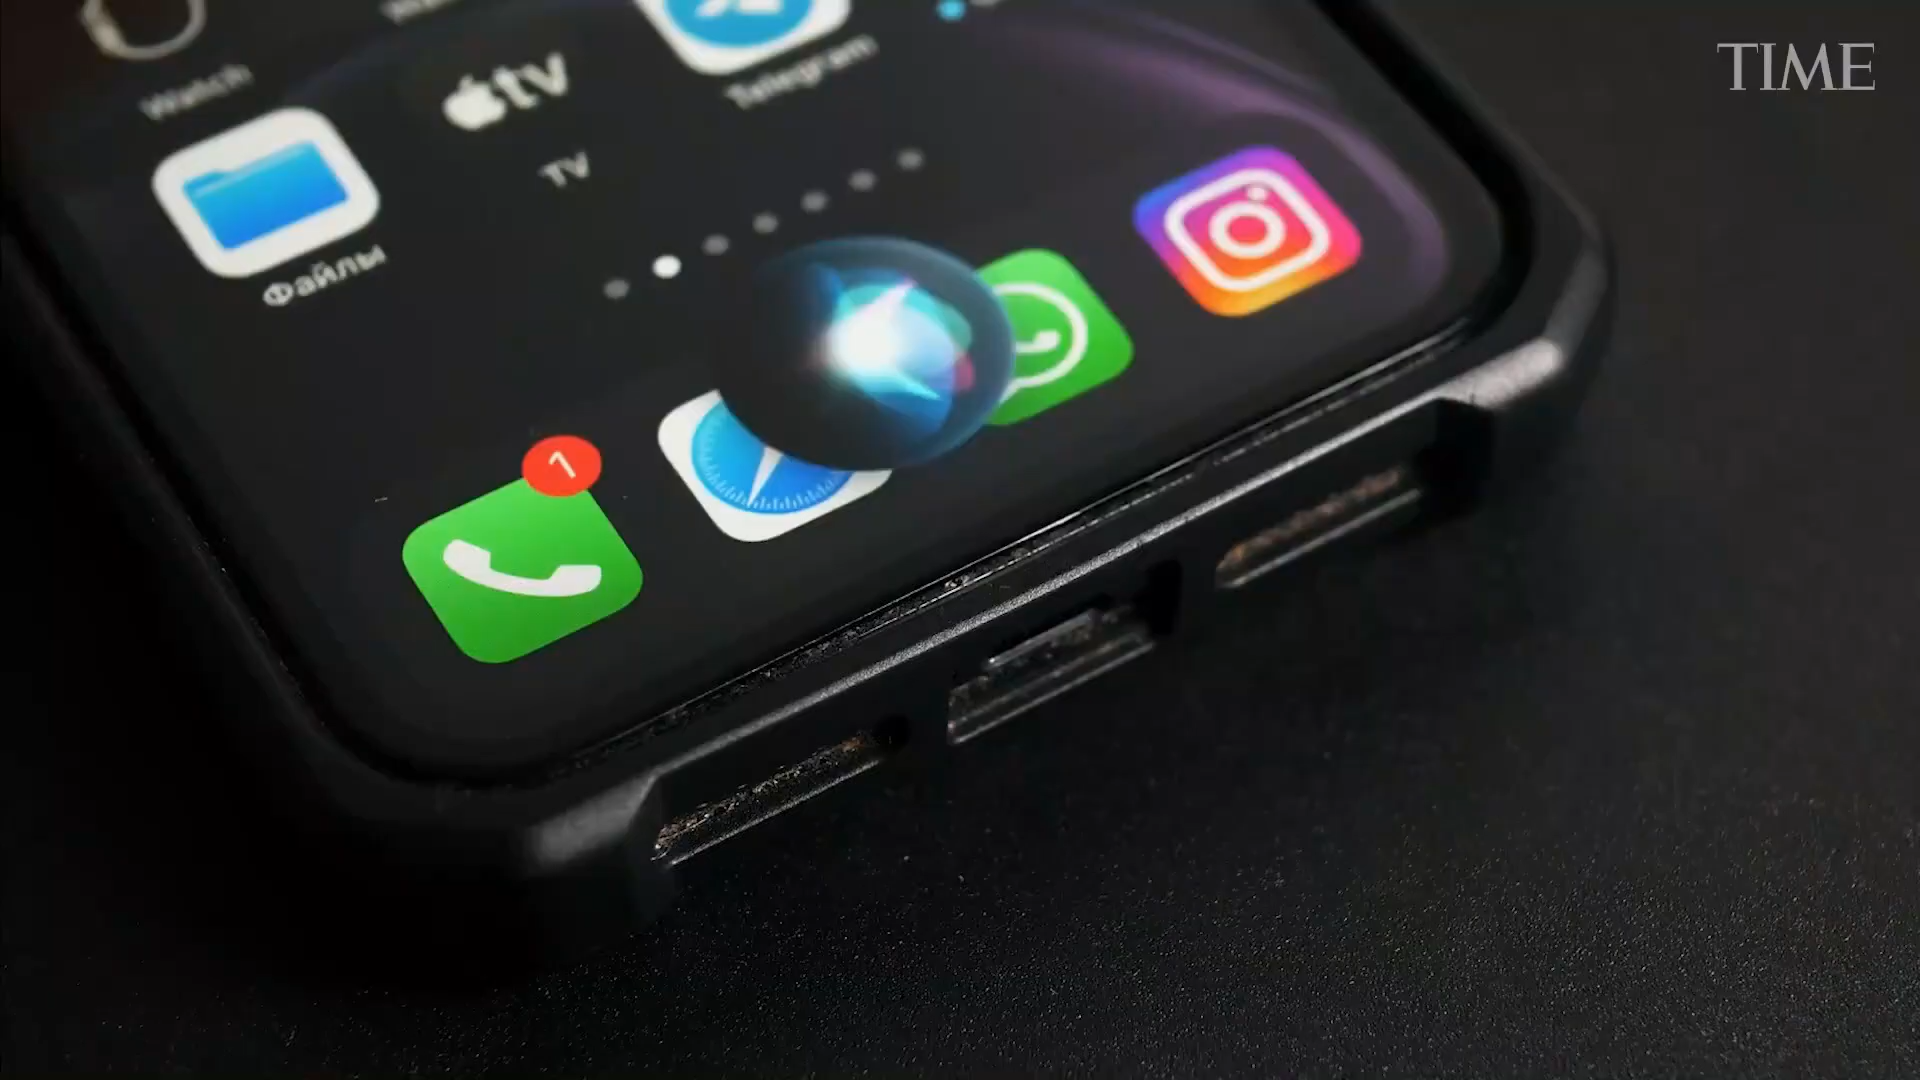 TIME
Watch
tv
Telegram
TV
Файлы
1